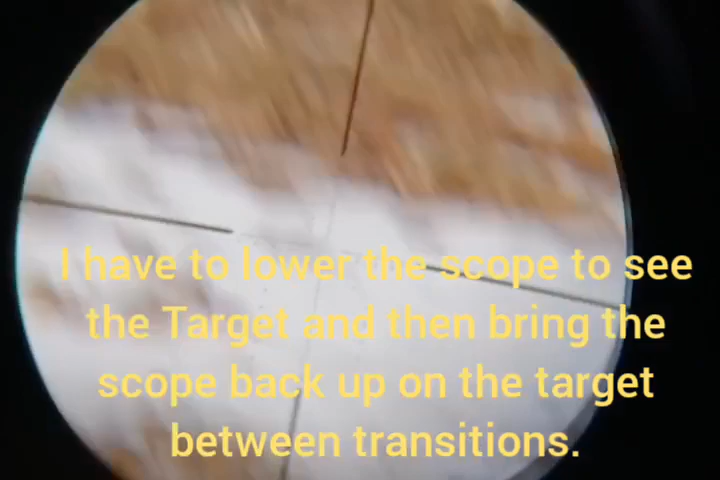 I have to lower the scope to see
the Target and then bring the
scope back up on the target
between transitions.